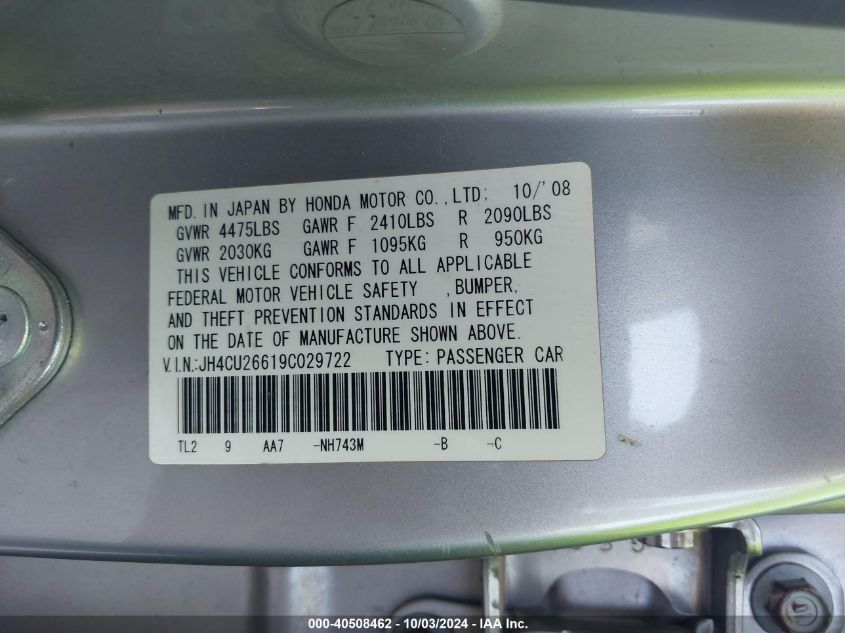 MFD. IN JAPAN BY HONDA MOTOR CO.,LTD; 10/'08
GVWR 4475LBS GAWR F 2410LBS R 2090LBS
GVWR 2030KG GAWR F 1095KG R 950KG
THIS VEHICLE CONFORMS TO ALL APPLICABLE
FEDERAL MOTOR VEHICLE SAFETY ,BUMPER,
AND THEFT PREVENTION STANDARDS IN EFFECT
ON THE DATE OF MANUFACTURE SHOWN ABOVE.
V.I.N.:JH4CU26619C029722 TYPE: PASSENGER CAR
TL2 9 AA7 -NH743M -B -C
000-40508462 - 10/03/2024 - IAA Inc.